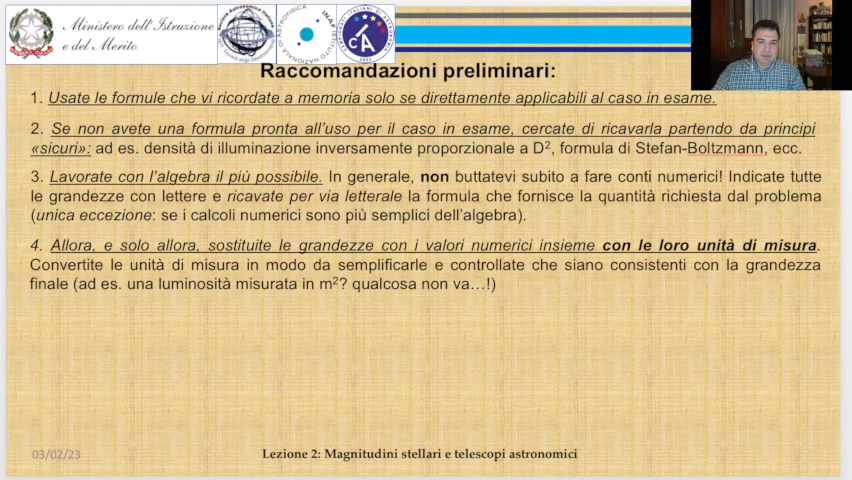 Ministero dell'Istruzione
e del Merito
INAF
ISTITUTO NAZIONALE DI ASTROFISICA
Raccomandazioni preliminari:
1. Usate le formule che vi ricordate a memoria solo se direttamente applicabili al caso in esame.
2. Se non avete una formula pronta all'uso per il caso in esame, cercate di ricavarla partendo da principi
«sicuri»: ad es. densità di illuminazione inversamente proporzionale a D², formula di Stefan-Boltzmann, ecc.
3. Lavorate con l'algebra il più possibile. In generale, non buttatevi subito a fare conti numerici! Indicate tutte
le grandezze con lettere e ricavate per via letterale la formula che fornisce la quantità richiesta dal problema
(unica eccezione: se i calcoli numerici sono più semplici dell'algebra).
4. Allora, e solo allora, sostituite le grandezze con i valori numerici insieme con le loro unità di misura.
Convertite le unità di misura in modo da semplificarle e controllate che siano consistenti con la grandezza
finale (ad es. una luminosità misurata in m²? qualcosa non va…!)
03/02/23
Lezione 2: Magnitudini stellari e telescopi astronomici